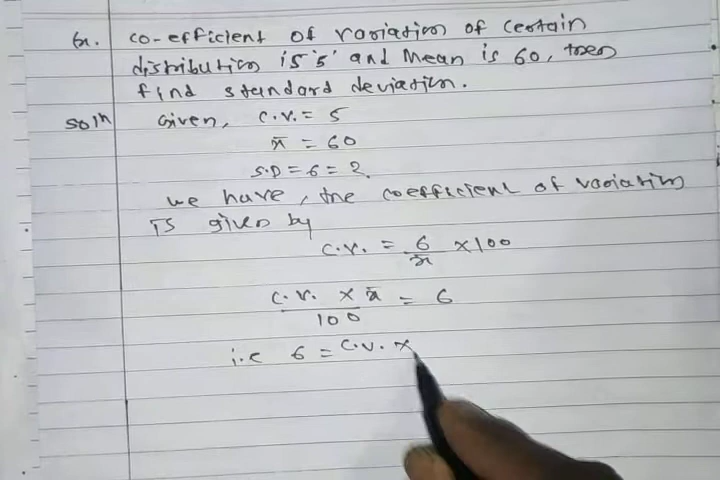 Ex. co-efficient of variation of certain
distribution is '5' and Mean is 60, then
find standard deviation.
Soln Given, C.V. = 5
x̄ = 60
S.D = σ = ?
we have, the coefficient of variation
is given by
C.V. = σ/x̄ × 100
C.V. × x̄ / 100 = σ
i.e σ = C.V. ×